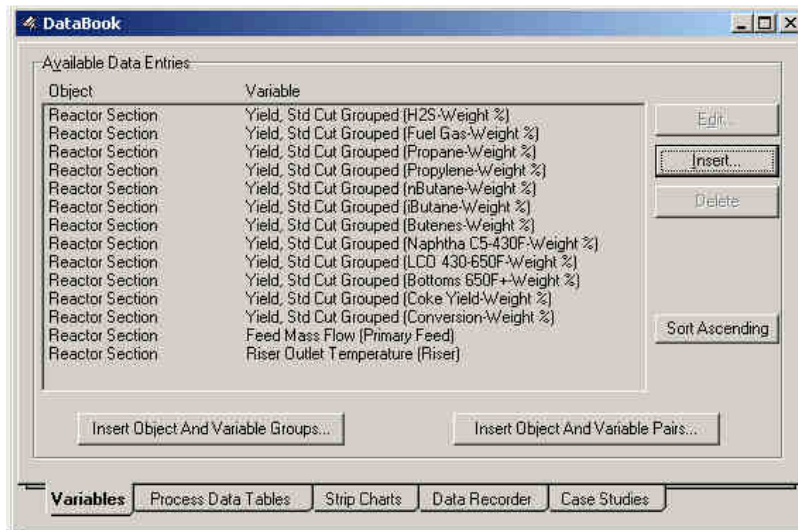 DataBook
Available Data Entries
Object Variable
Reactor Section Yield, Std Cut Grouped (H2S-Weight %)
Reactor Section Yield, Std Cut Grouped (Fuel Gas-Weight %)
Reactor Section Yield, Std Cut Grouped (Propane-Weight %)
Reactor Section Yield, Std Cut Grouped (Propylene-Weight %)
Reactor Section Yield, Std Cut Grouped (nButane-Weight %)
Reactor Section Yield, Std Cut Grouped (iButane-Weight %)
Reactor Section Yield, Std Cut Grouped (Butenes-Weight %)
Reactor Section Yield, Std Cut Grouped (Naphtha C5-430F-Weight %)
Reactor Section Yield, Std Cut Grouped (LCO 430-650F-Weight %)
Reactor Section Yield, Std Cut Grouped (Bottoms 650F+-Weight %)
Reactor Section Yield, Std Cut Grouped (Coke Yield-Weight %)
Reactor Section Yield, Std Cut Grouped (Conversion-Weight %)
Reactor Section Feed Mass Flow (Primary Feed)
Reactor Section Riser Outlet Temperature (Riser)
Edit...
Insert...
Delete
Sort Ascending
Insert Object And Variable Groups... Insert Object And Variable Pairs...
Variables Process Data Tables Strip Charts Data Recorder Case Studies